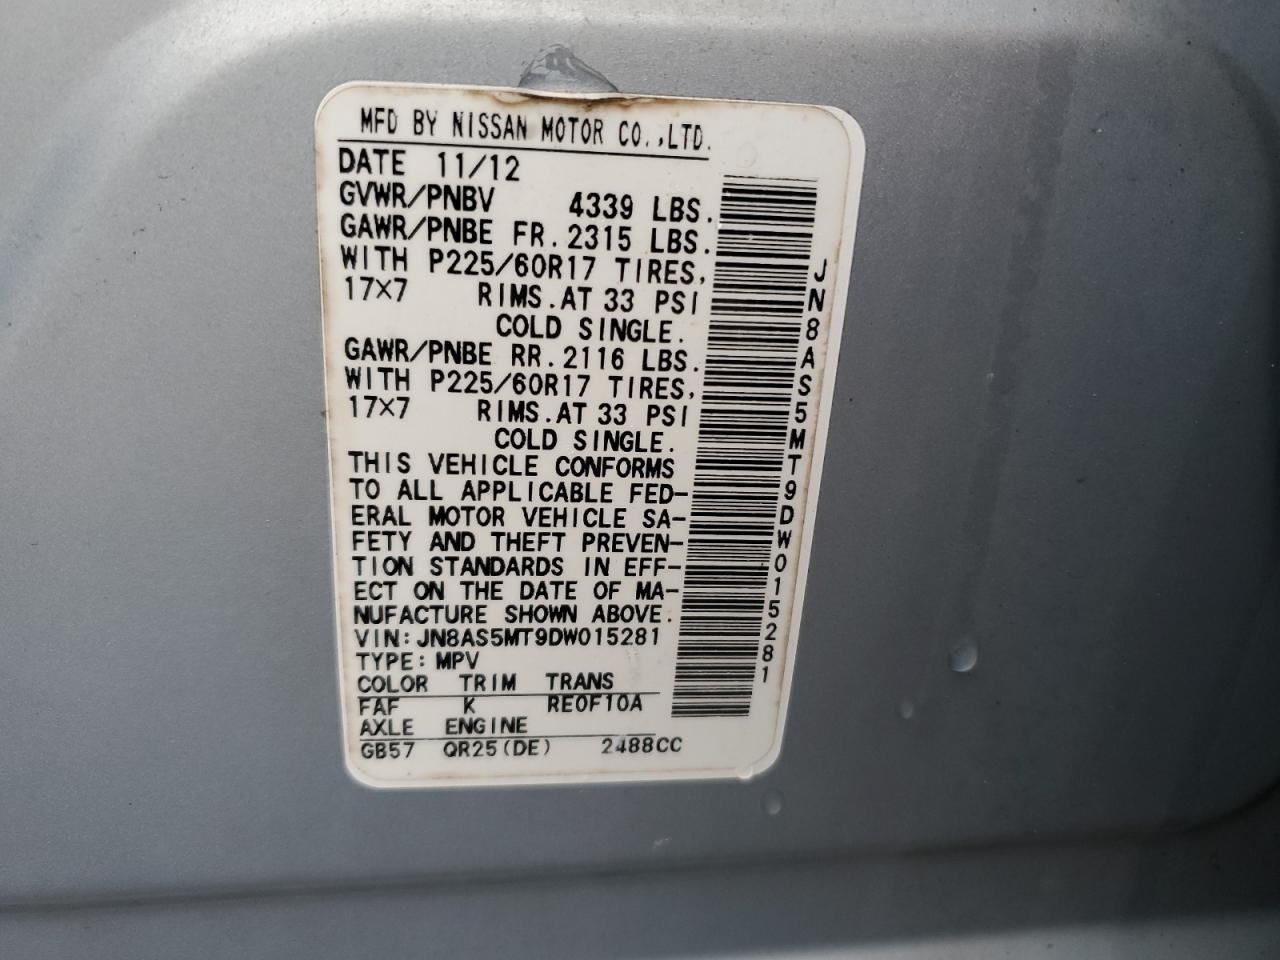 MFD BY NISSAN MOTOR CO.,LTD.
DATE 11/12
GVWR/PNBV 4339 LBS.
GAWR/PNBE FR.2315 LBS.
WITH P225/60R17 TIRES,
17X7 RIMS.AT 33 PSI
COLD SINGLE.
GAWR/PNBE RR.2116 LBS.
WITH P225/60R17 TIRES,
17X7 RIMS.AT 33 PSI
COLD SINGLE.
THIS VEHICLE CONFORMS
TO ALL APPLICABLE FED-
ERAL MOTOR VEHICLE SA-
FETY AND THEFT PREVEN-
TION STANDARDS IN EFF-
ECT ON THE DATE OF MA-
NUFACTURE SHOWN ABOVE.
VIN:JN8AS5MT9DW015281
TYPE:MPV
COLOR TRIM TRANS
FAF K RE0F10A
AXLE ENGINE
GB57 QR25(DE) 2488CC
JN8AS5MT9DW015281